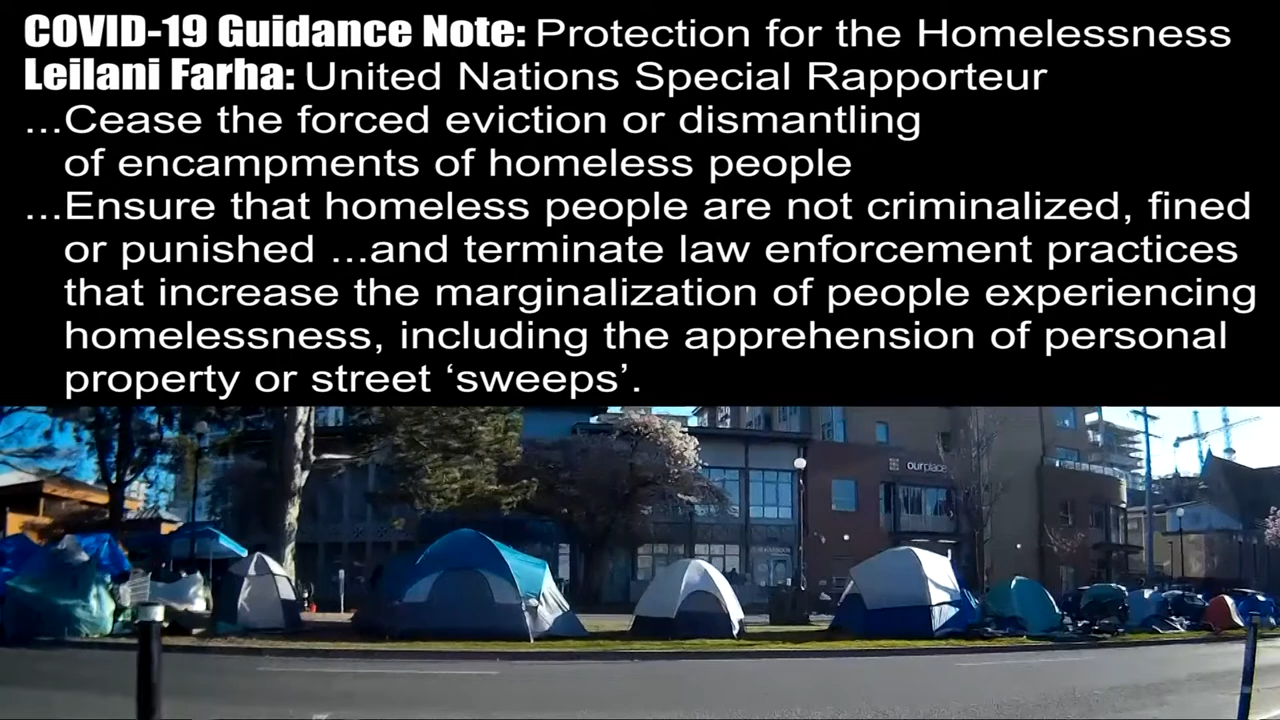 COVID-19 Guidance Note: Protection for the Homelessness
Leilani Farha: United Nations Special Rapporteur
...Cease the forced eviction or dismantling
of encampments of homeless people
...Ensure that homeless people are not criminalized, fined
or punished ...and terminate law enforcement practices
that increase the marginalization of people experiencing
homelessness, including the apprehension of personal
property or street ‘sweeps’.
ourplace